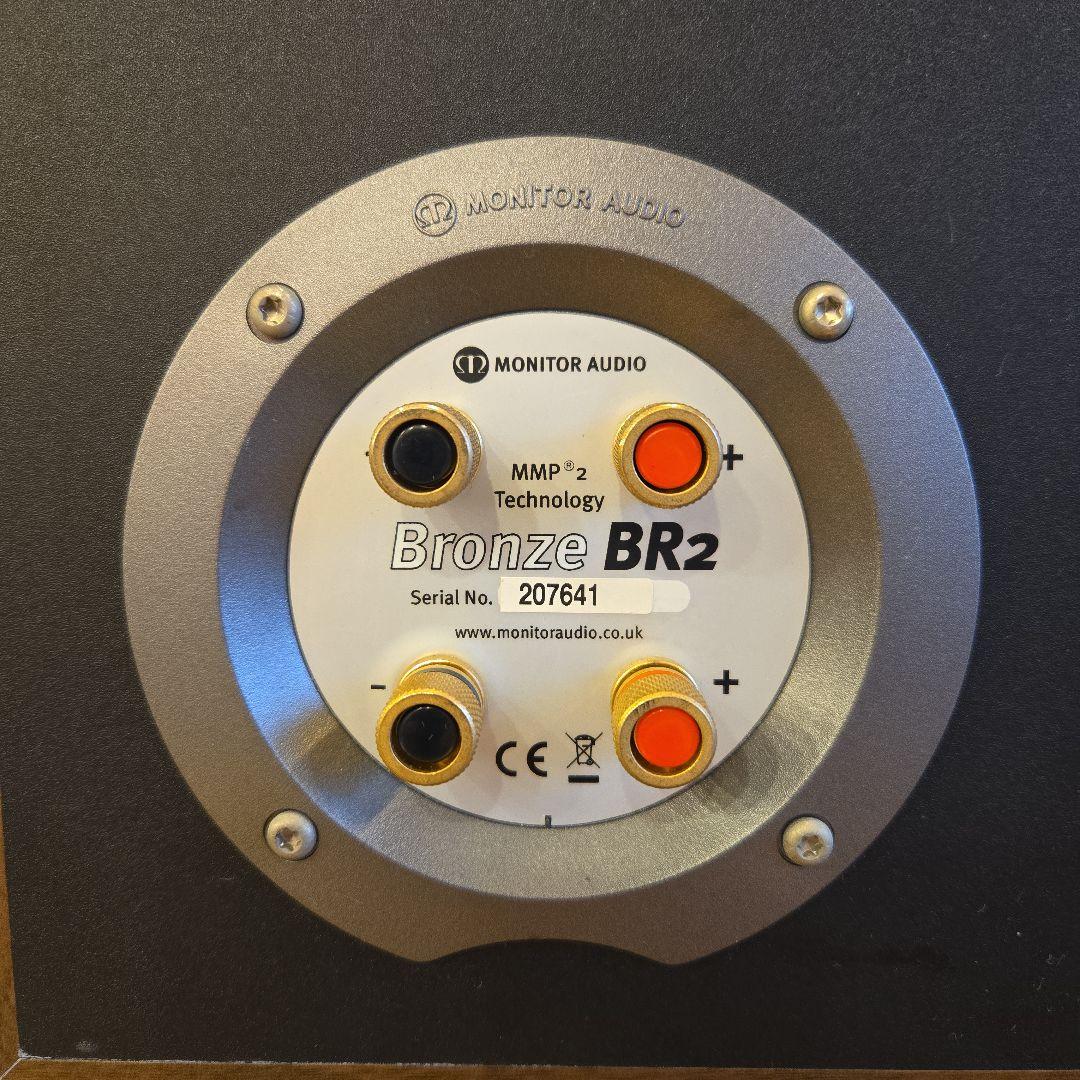 MONITOR AUDIO
MONITOR AUDIO
+
MMP®2
Technology
Bronze BR2
Serial No. 207641
www.monitoraudio.co.uk
- +
CE